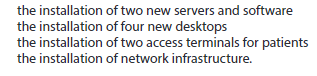 the installation of two new servers and software
the installation of four new desktops
the installation of two access terminals for patients
the installation of network infrastructure.